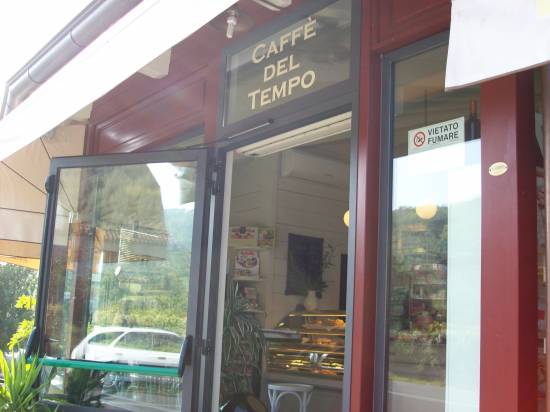 CAFFÈ
DEL
TEMPO
VIETATO
FUMARE